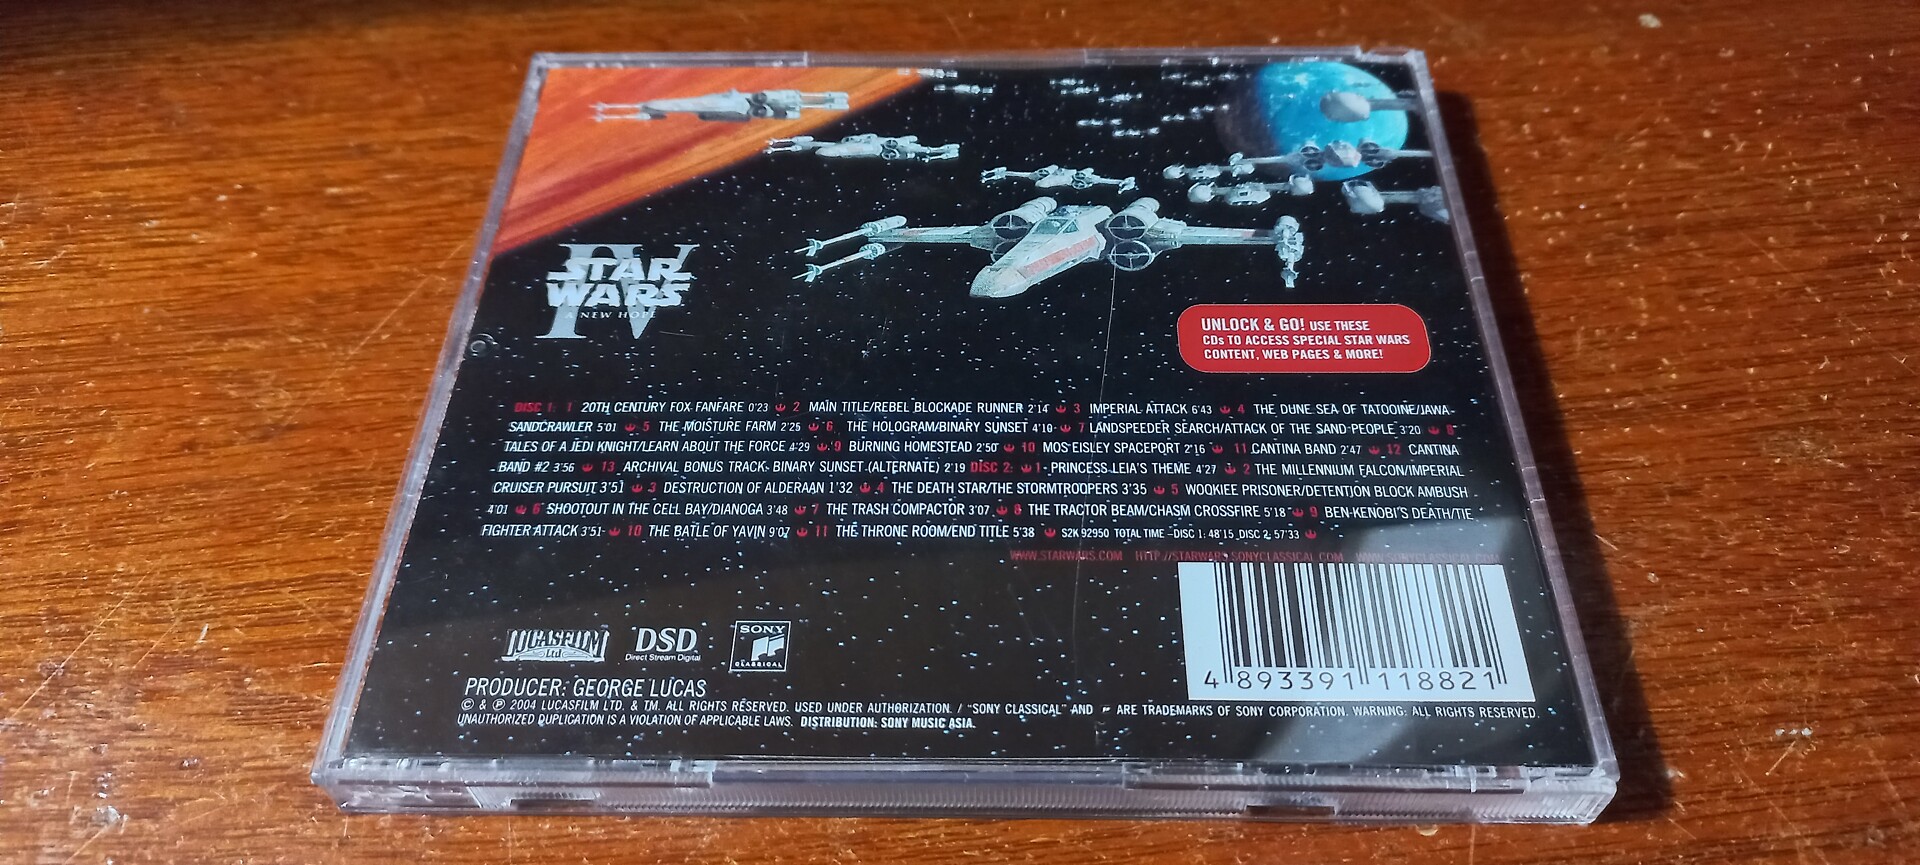 IV
STAR
WARS
A NEW HOPE
UNLOCK & GO! USE THESE
CDs TO ACCESS SPECIAL STAR WARS
CONTENT, WEB PAGES & MORE!
DISC 1: 1 20TH CENTURY FOX FANFARE 0'23 2 MAIN TITLE/REBEL BLOCKADE RUNNER 2'14 3 IMPERIAL ATTACK 6'43 4 THE DUNE SEA OF TATOOINE/JAWA
SANDCRAWLER 5'01 5 THE MOISTURE FARM 2'25 6 THE HOLOGRAM/BINARY SUNSET 4'10 7 LANDSPEEDER SEARCH/ATTACK OF THE SAND PEOPLE 3'20 8
TALES OF A JEDI KNIGHT/LEARN ABOUT THE FORCE 4'29 9 BURNING HOMESTEAD 2'50 10 MOS EISLEY SPACEPORT 2'16 11 CANTINA BAND 2'47 12 CANTINA
BAND #2 3'56 13 ARCHIVAL BONUS TRACK: BINARY SUNSET (ALTERNATE) 2'19 DISC 2: 1 PRINCESS LEIA'S THEME 4'27 2 THE MILLENNIUM FALCON/IMPERIAL
CRUISER PURSUIT 3'51 3 DESTRUCTION OF ALDERAAN 1'32 4 THE DEATH STAR/THE STORMTROOPERS 3'35 5 WOOKIEE PRISONER/DETENTION BLOCK AMBUSH
4'01 6 SHOOTOUT IN THE CELL BAY/DIANOGA 3'48 7 THE TRASH COMPACTOR 3'07 8 THE TRACTOR BEAM/CHASM CROSSFIRE 5'18 9 BEN KENOBI'S DEATH/TIE
FIGHTER ATTACK 3'51 10 THE BATLE OF YAVIN 9'07 11 THE THRONE ROOM/END TITLE 5'38 S2K 92950 TOTAL TIME – DISC 1: 48'15 DISC 2: 57'33
WWW.STARWARS.COM HTTP://STARWARS.SONYCLASSICAL.COM WWW.SONYCLASSICAL.COM
LUCASFILM
Ltd
DSD
Direct Stream Digital
SONY
CLASSICAL
4 893391 118821
PRODUCER: GEORGE LUCAS
© & ℗ 2004 LUCASFILM LTD. & TM. ALL RIGHTS RESERVED. USED UNDER AUTHORIZATION. / "SONY CLASSICAL" AND ARE TRADEMARKS OF SONY CORPORATION. WARNING: ALL RIGHTS RESERVED.
UNAUTHORIZED DUPLICATION IS A VIOLATION OF APPLICABLE LAWS. DISTRIBUTION: SONY MUSIC ASIA.